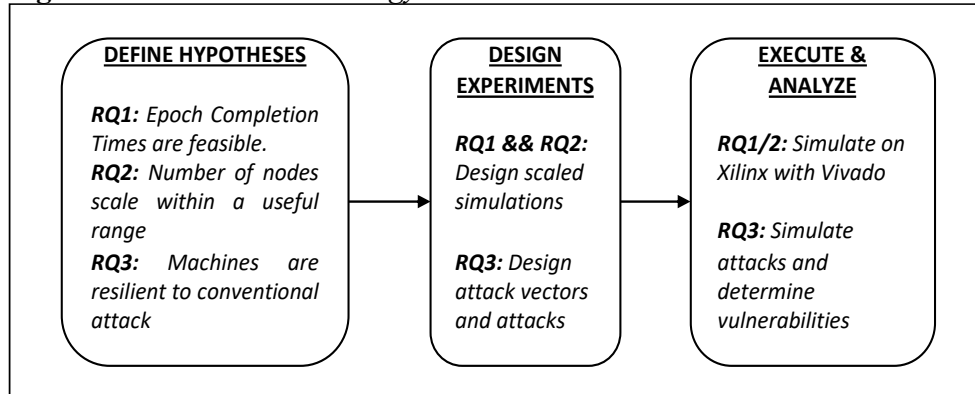 DEFINE HYPOTHESES
RQ1: Epoch Completion
Times are feasible.
RQ2: Number of nodes
scale within a useful
range
RQ3: Machines are
resilient to conventional
attack
DESIGN
EXPERIMENTS
RQ1 && RQ2:
Design scaled
simulations
RQ3: Design
attack vectors
and attacks
EXECUTE &
ANALYZE
RQ1/2: Simulate on
Xilinx with Vivado
RQ3: Simulate
attacks and
determine
vulnerabilities